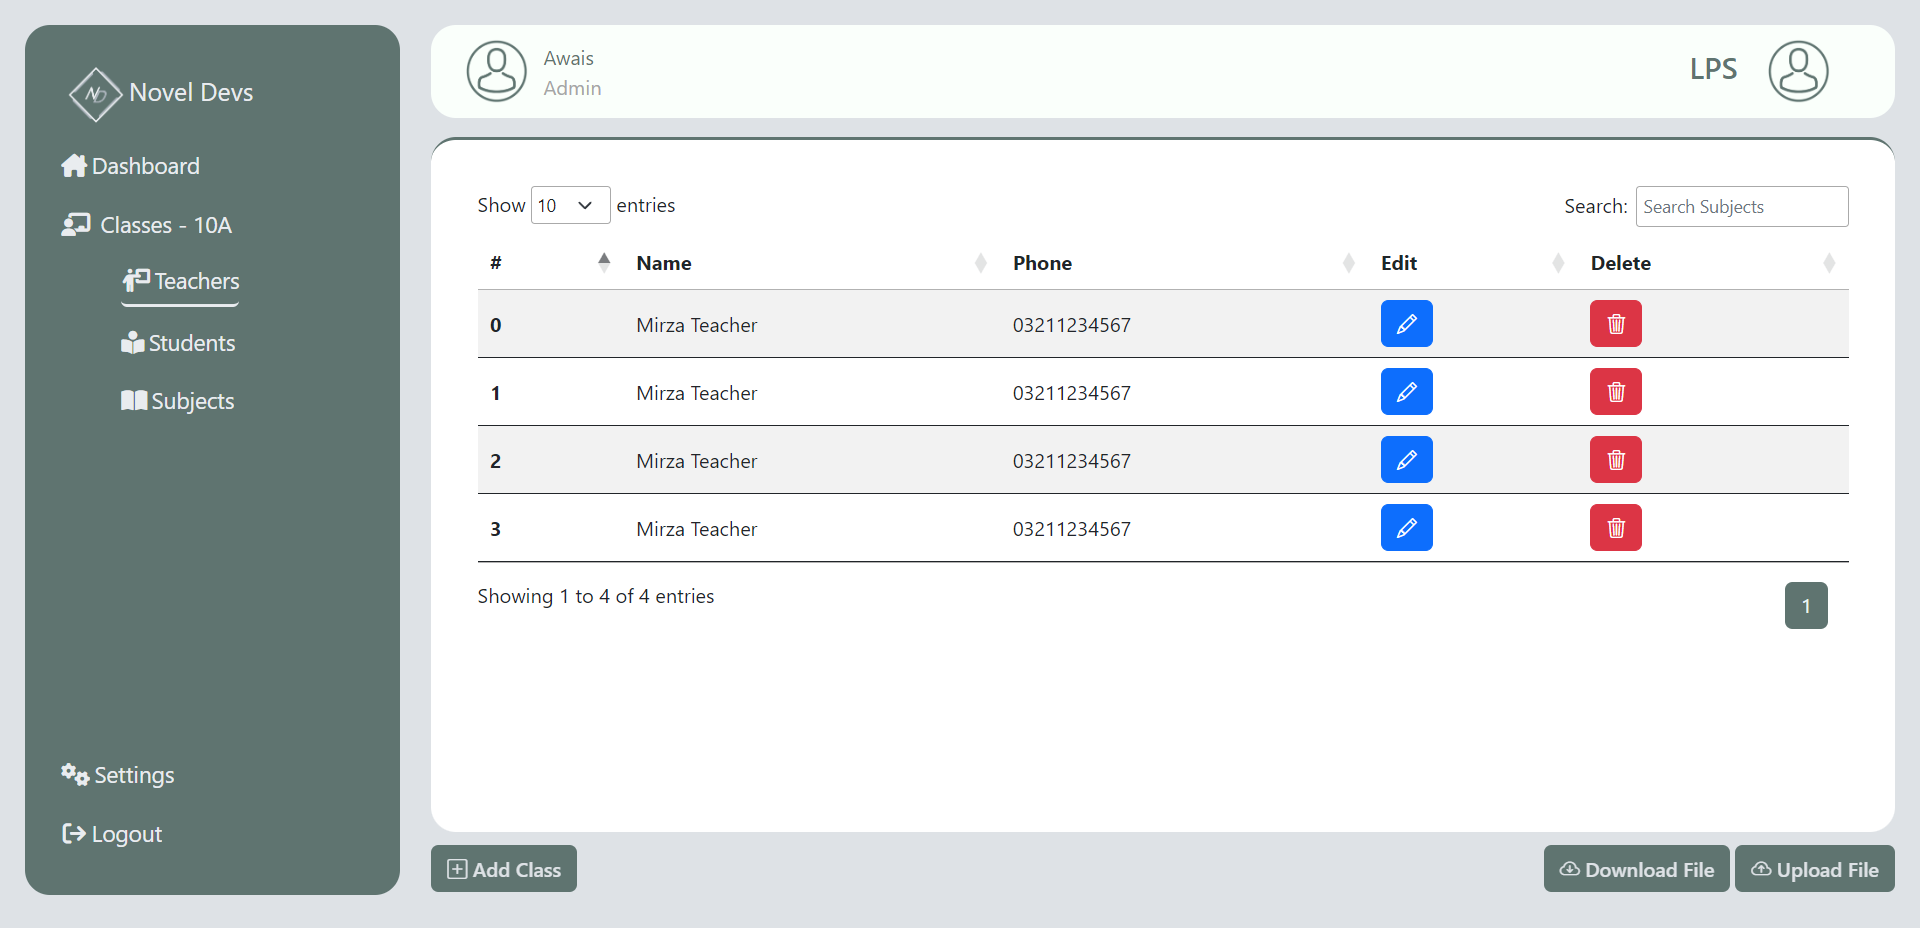 ND Novel Devs
Dashboard
Classes - 10A
Teachers
Students
Subjects
Settings
Logout
Awais
Admin
LPS
Show 10 entries
Search: Search Subjects
# Name Phone Edit Delete
0 Mirza Teacher 03211234567
1 Mirza Teacher 03211234567
2 Mirza Teacher 03211234567
3 Mirza Teacher 03211234567
Showing 1 to 4 of 4 entries
1
Add Class
Download File
Upload File